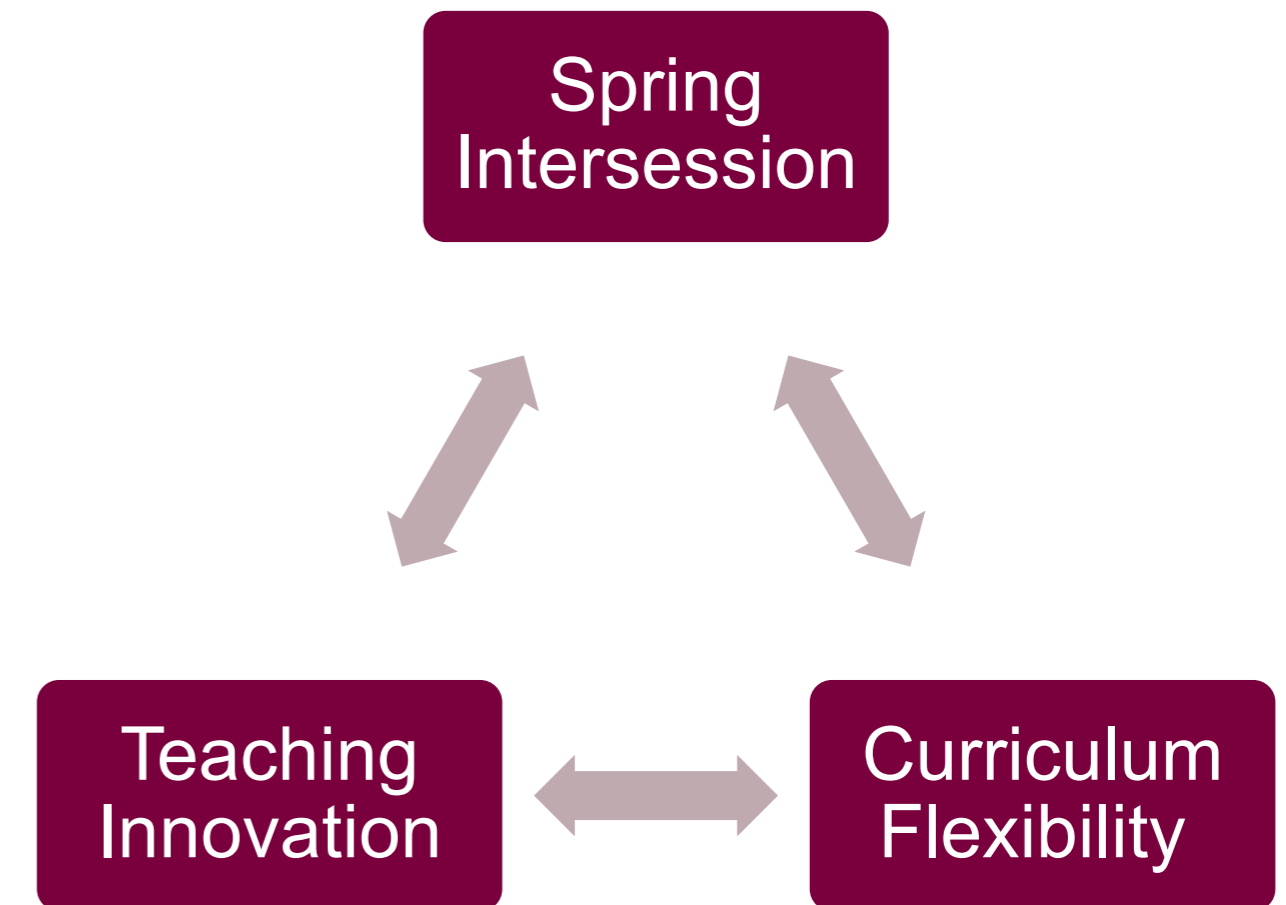 Spring
Intersession
Teaching
Innovation
Curriculum
Flexibility